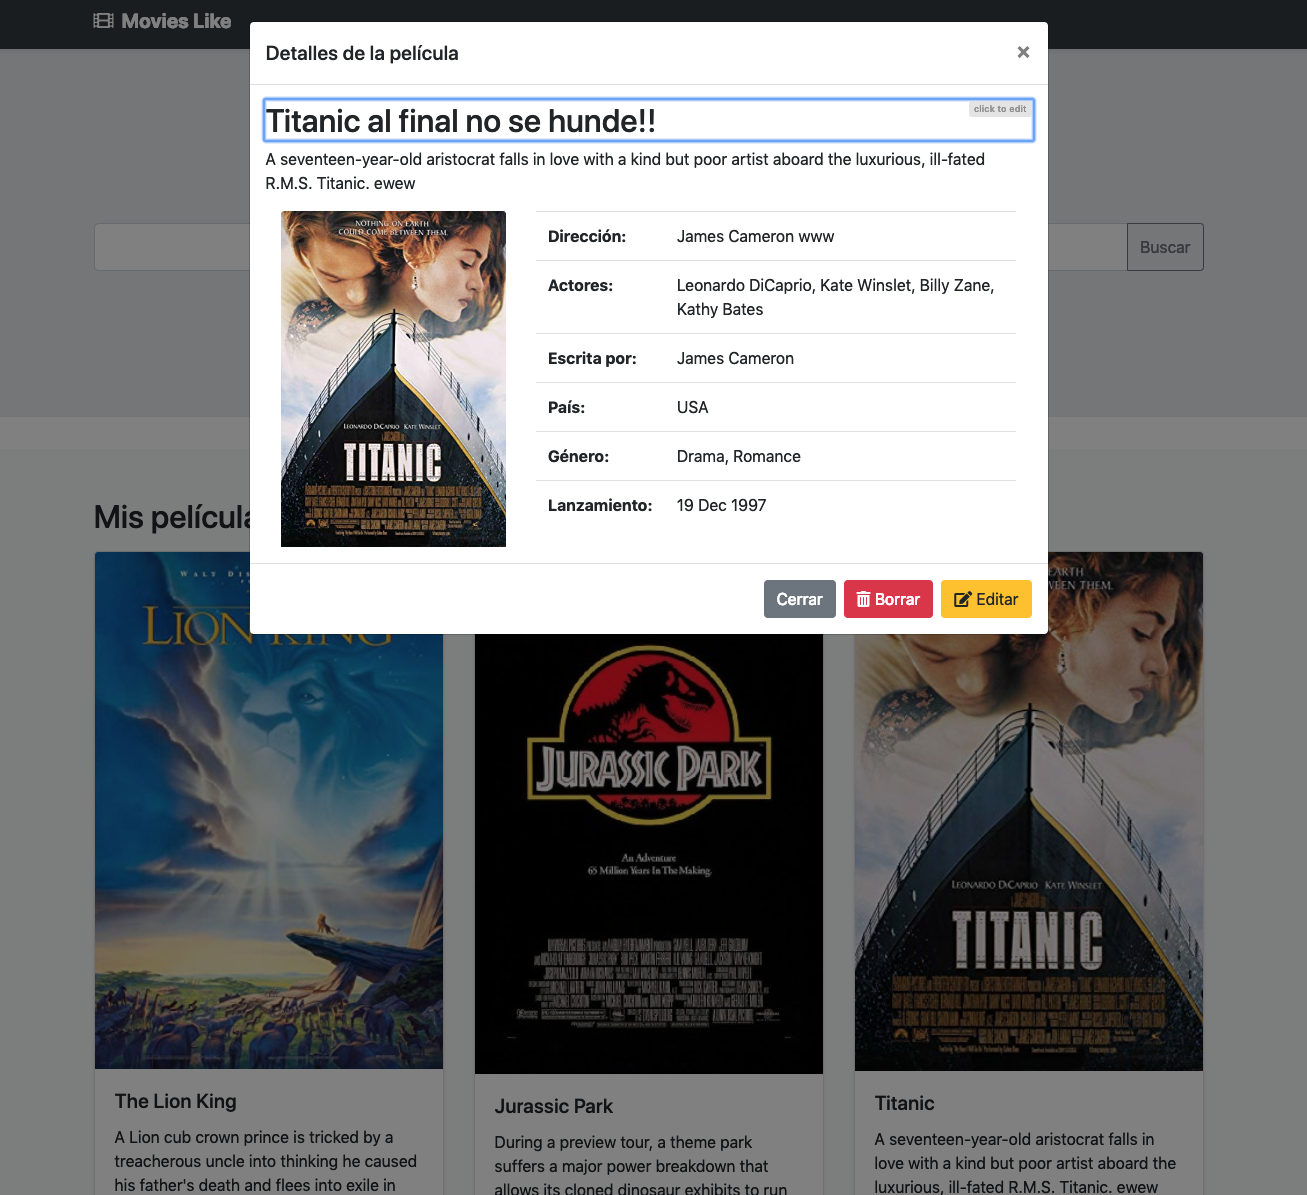 Movies Like
Detalles de la película
×
Titanic al final no se hunde!!
click to edit
A seventeen-year-old aristocrat falls in love with a kind but poor artist aboard the luxurious, ill-fated
R.M.S. Titanic. ewew
NOTHING ON EARTH
COULD COME BETWEEN THEM.
LEONARDO DICAPRIO KATE WINSLET
TITANIC
Dirección: James Cameron www
Actores: Leonardo DiCaprio, Kate Winslet, Billy Zane,
Kathy Bates
Escrita por: James Cameron
País: USA
Género: Drama, Romance
Lanzamiento: 19 Dec 1997
Cerrar
Borrar
Editar
Buscar
Mis película
WALT DIS
LION KING
JURASSIC PARK
An Adventure
65 Million Years In The Making.
EARTH
EEN THEM.
LEONARDO DICAPRIO KATE WINSLET
TITANIC
The Lion King
A Lion cub crown prince is tricked by a
treacherous uncle into thinking he caused
his father's death and flees into exile in
Jurassic Park
During a preview tour, a theme park
suffers a major power breakdown that
allows its cloned dinosaur exhibits to run
Titanic
A seventeen-year-old aristocrat falls in
love with a kind but poor artist aboard the
luxurious, ill-fated R.M.S. Titanic. ewew